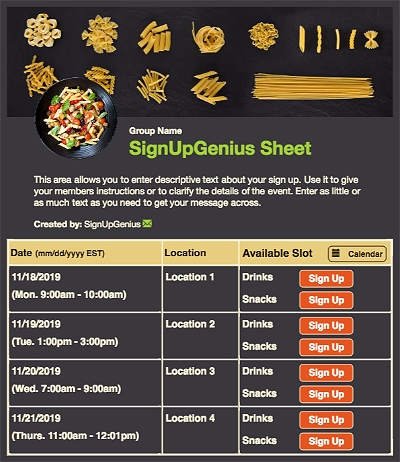 Group Name
SignUpGenius Sheet
This area allows you to enter descriptive text about your sign up. Use it to give
your members instructions or to clarify the details of the event. Enter as little or
as much text as you need to get your message across.
Created by: SignUpGenius
Date (mm/dd/yyyy EST) Location Available Slot Calendar
11/18/2019 Location 1 Drinks Sign Up
(Mon. 9:00am - 10:00am) Snacks Sign Up
11/19/2019 Location 2 Drinks Sign Up
(Tue. 1:00pm - 3:00pm) Snacks Sign Up
11/20/2019 Location 3 Drinks Sign Up
(Wed. 7:00am - 9:00am) Snacks Sign Up
11/21/2019 Location 4 Drinks Sign Up
(Thurs. 11:00am - 12:01pm) Snacks Sign Up